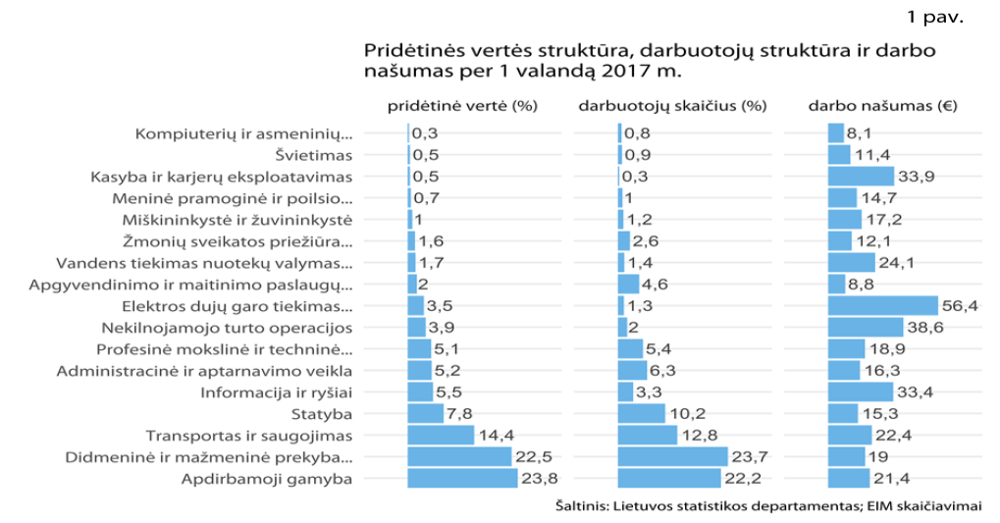 1 pav.
Pridėtinės vertės struktūra, darbuotojų struktūra ir darbo
našumas per 1 valandą 2017 m.
pridėtinė vertė (%) darbuotojų skaičius (%) darbo našumas (€)
Kompiuterių ir asmeninių... 0,3 0,8 8,1
Švietimas 0,5 0,9 11,4
Kasyba ir karjerų eksploatavimas 0,5 0,3 33,9
Meninė pramoginė ir poilsio... 0,7 1 14,7
Miškininkystė ir žuvininkystė 1 1,2 17,2
Žmonių sveikatos priežiūra... 1,6 2,6 12,1
Vandens tiekimas nuotekų valymas... 1,7 1,4 24,1
Apgyvendinimo ir maitinimo paslaugų... 2 4,6 8,8
Elektros dujų garo tiekimas... 3,5 1,3 56,4
Nekilnojamojo turto operacijos 3,9 2 38,6
Profesinė mokslinė ir techninė... 5,1 5,4 18,9
Administracinė ir aptarnavimo veikla 5,2 6,3 16,3
Informacija ir ryšiai 5,5 3,3 33,4
Statyba 7,8 10,2 15,3
Transportas ir saugojimas 14,4 12,8 22,4
Didmeninė ir mažmeninė prekyba... 22,5 23,7 19
Apdirbamoji gamyba 23,8 22,2 21,4
Šaltinis: Lietuvos statistikos departamentas; EIM skaičiavimai